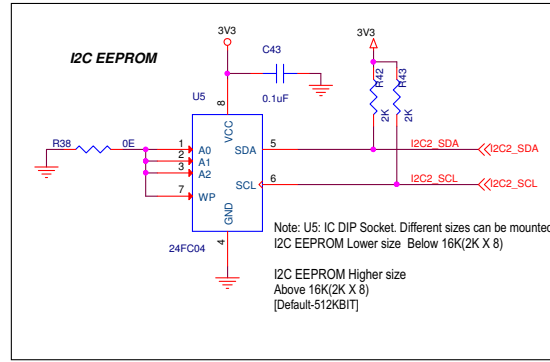 I2C EEPROM
3V3
C43
0.1uF
3V3
R42
2K
R43
2K
U5
8
VCC
R38
0E
1
A0
2
A1
3
A2
7
WP
SDA
5
I2C2_SDA
I2C2_SDA
SCL
6
I2C2_SCL
I2C2_SCL
GND
4
24FC04
Note: U5: IC DIP Socket. Different sizes can be mounted
I2C EEPROM Lower size Below 16K(2K X 8)
I2C EEPROM Higher size
Above 16K(2K X 8)
[Default-512KBIT]